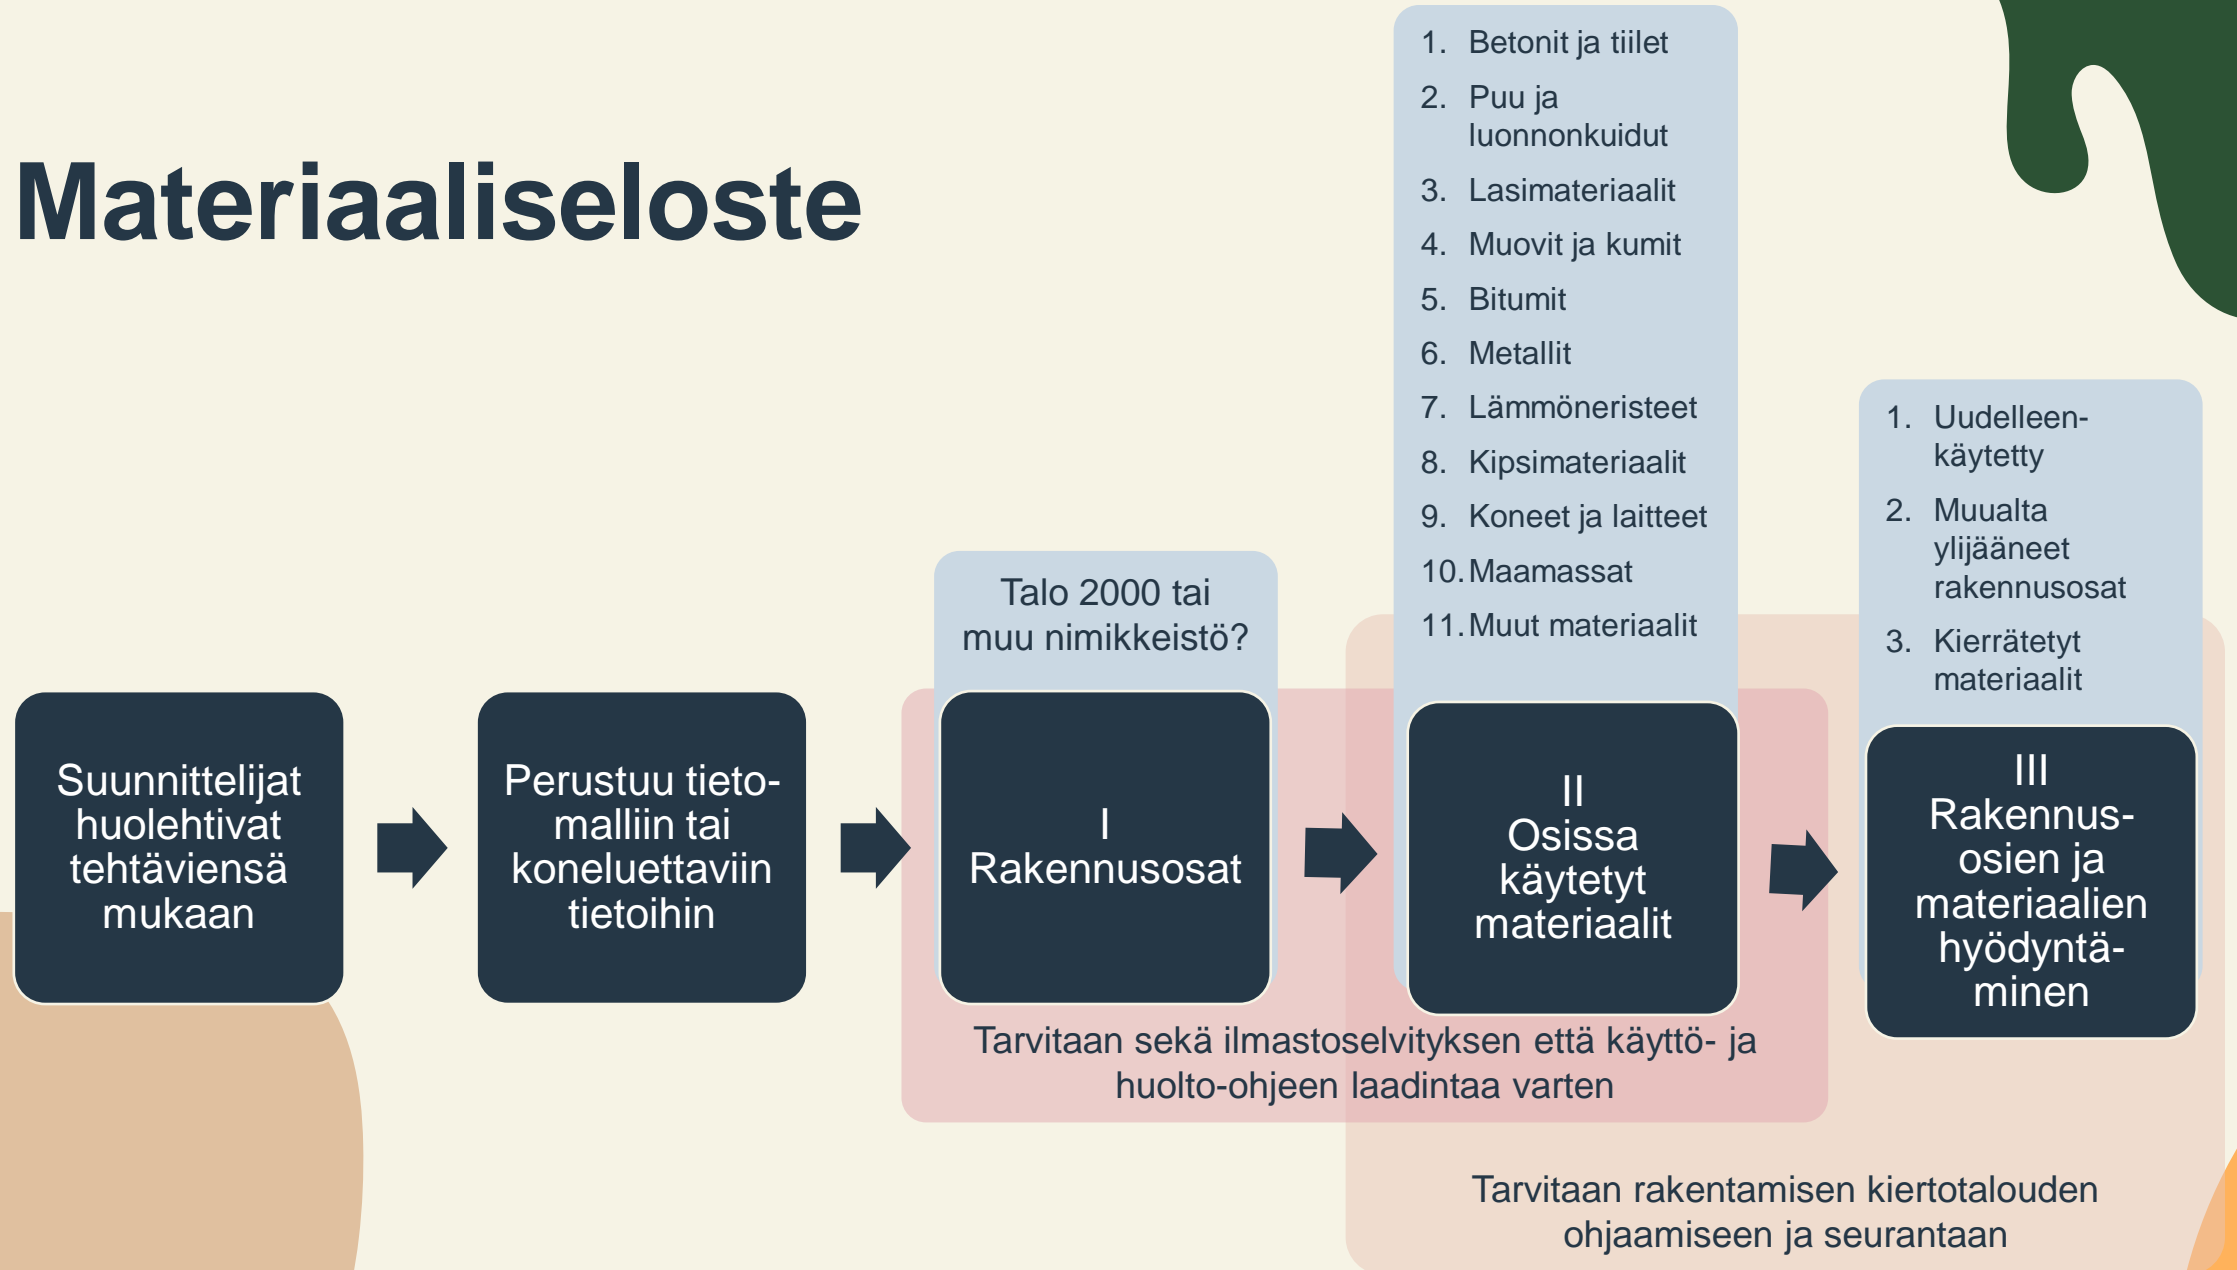 Materiaaliseloste
Suunnittelijat
huolehtivat
tehtäviensä
mukaan
Perustuu tieto-
malliin tai
koneluettaviin
tietoihin
Talo 2000 tai
muu nimikkeistö?
I
Rakennusosat
1. Betonit ja tiilet
2. Puu ja
luonnonkuidut
3. Lasimateriaalit
4. Muovit ja kumit
5. Bitumit
6. Metallit
7. Lämmöneristeet
8. Kipsimateriaalit
9. Koneet ja laitteet
10. Maamassat
11. Muut materiaalit
II
Osissa
käytetyt
materiaalit
1. Uudelleen-
käytetty
2. Muualta
ylijääneet
rakennusosat
3. Kierrätetyt
materiaalit
III
Rakennus-
osien ja
materiaalien
hyödyntä-
minen
Tarvitaan sekä ilmastoselvityksen että käyttö- ja
huolto-ohjeen laadintaa varten
Tarvitaan rakentamisen kiertotalouden
ohjaamiseen ja seurantaan